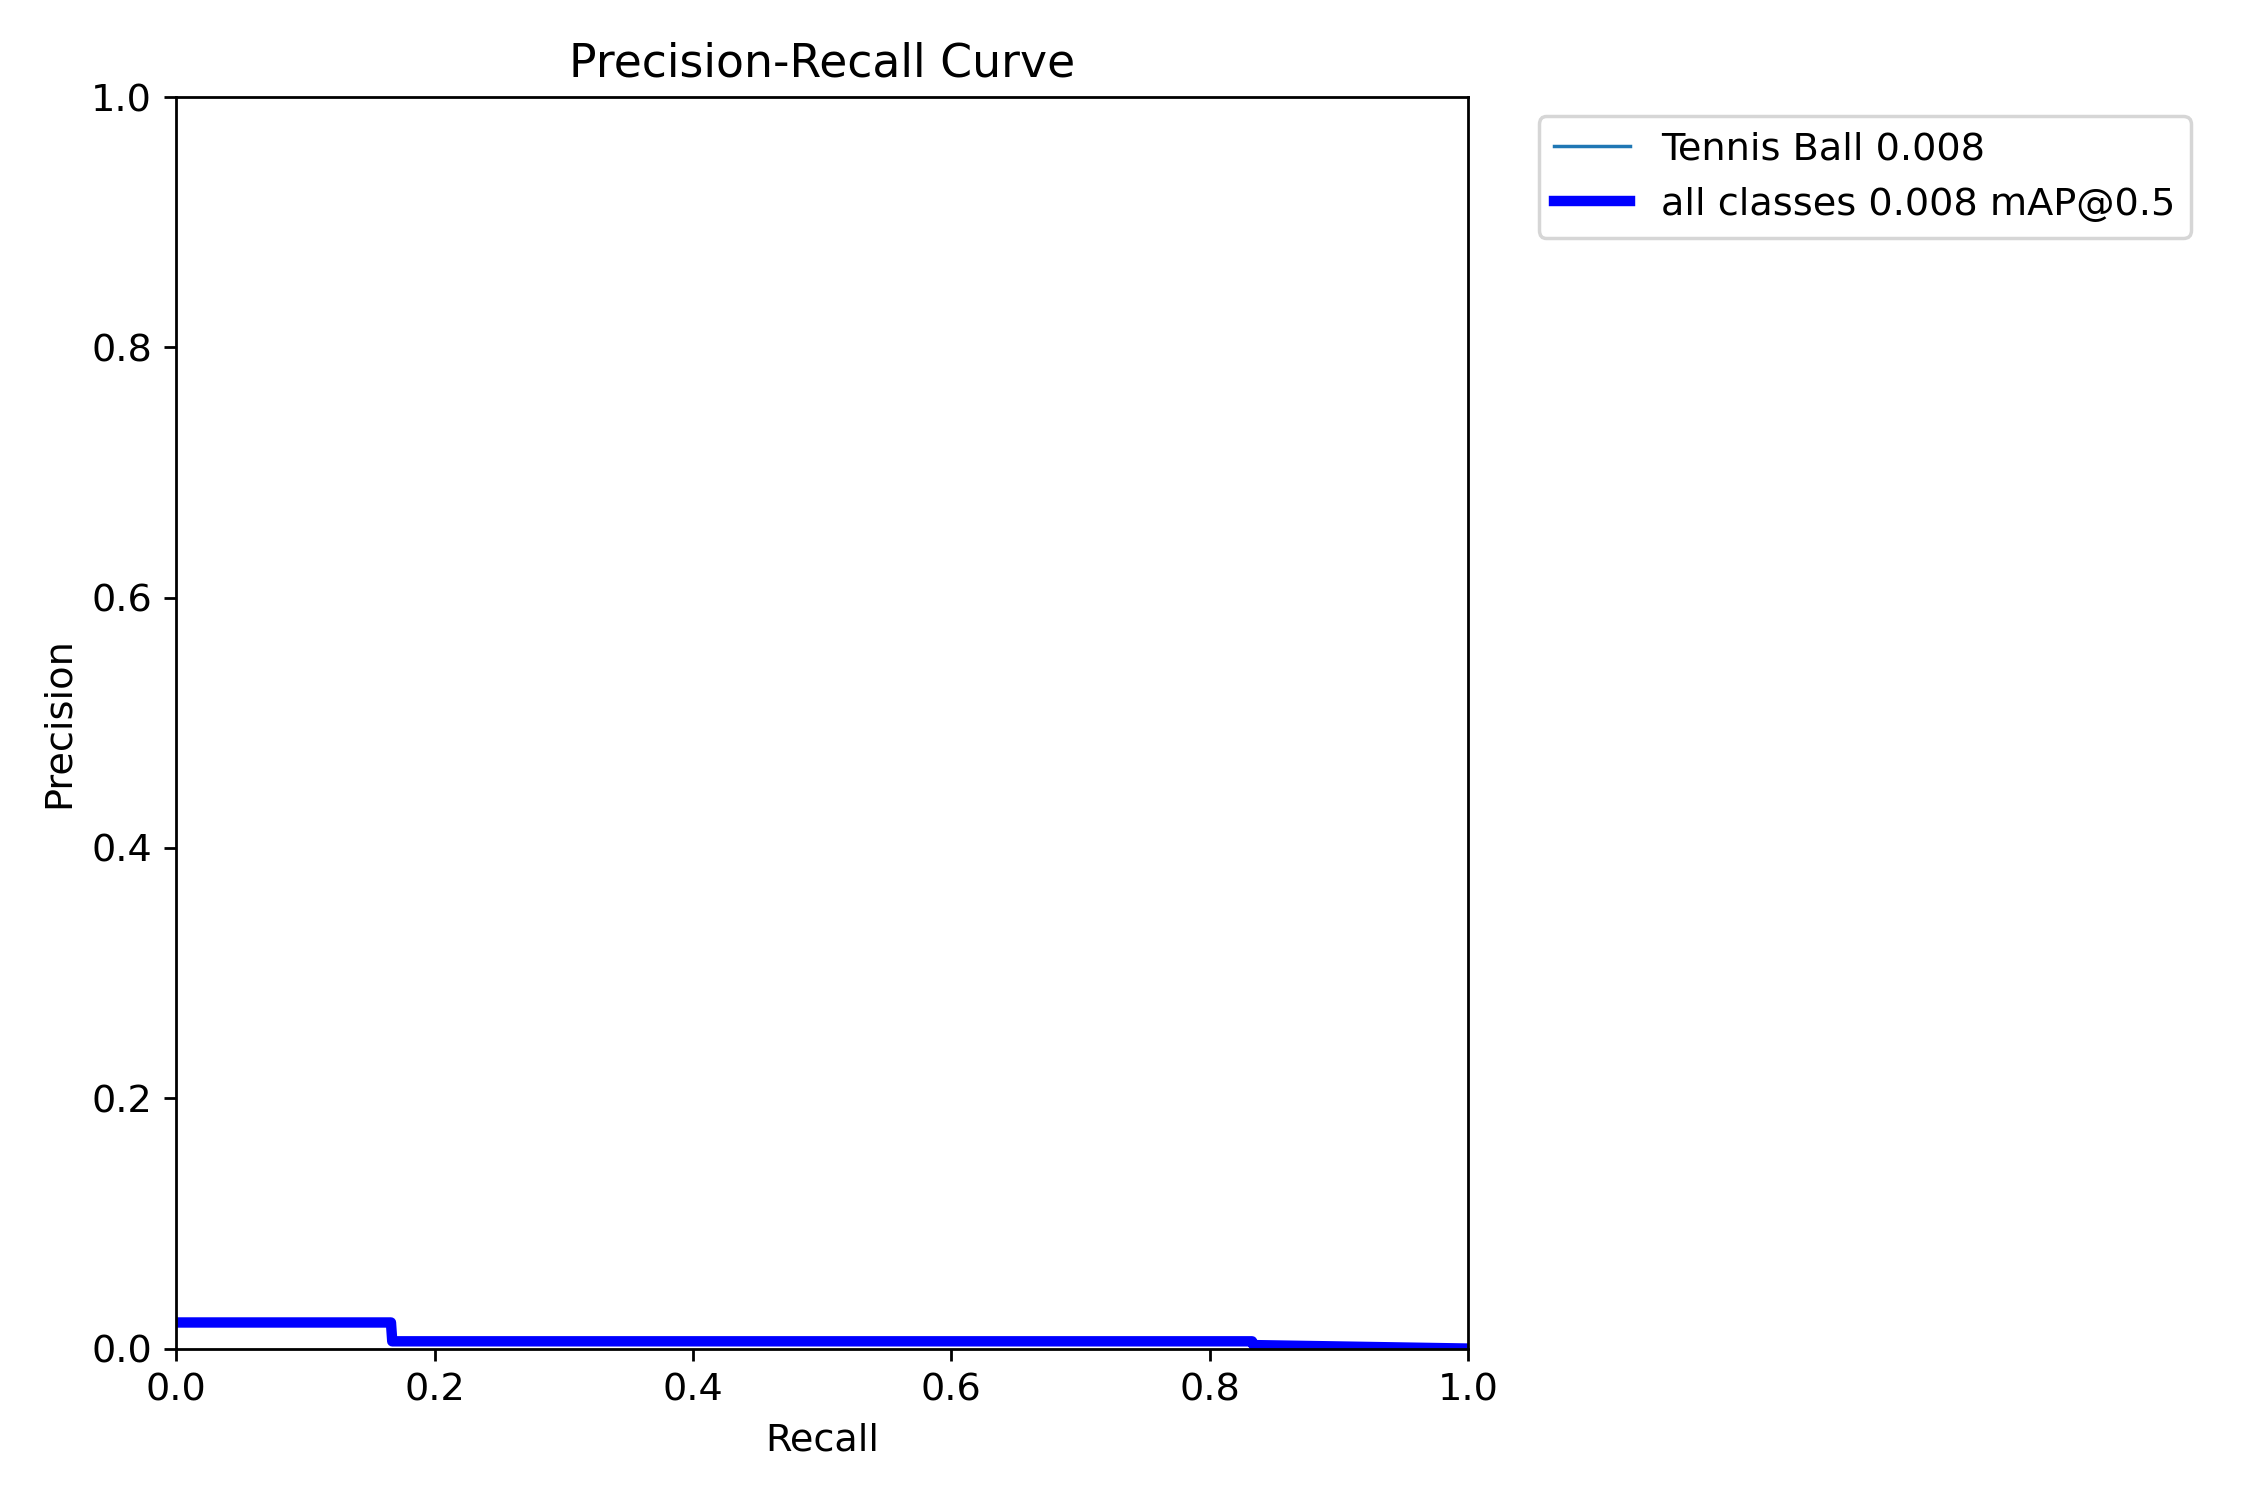 Precision-Recall Curve
1.0
0.8
0.6
0.4
0.2
0.0
Precision
0.0 0.2 0.4 0.6 0.8 1.0
Recall
Tennis Ball 0.008
all classes 0.008 mAP@0.5